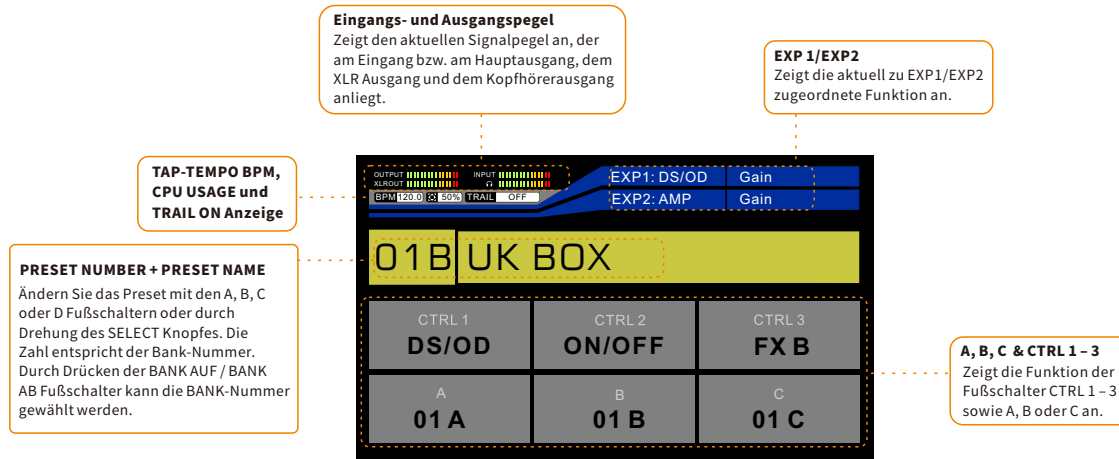 Eingangs- und Ausgangspegel
Zeigt den aktuellen Signalpegel an, der
am Eingang bzw. am Hauptausgang, dem
XLR Ausgang und dem Kopfhörerausgang
anliegt.
EXP 1/EXP2
Zeigt die aktuell zu EXP1/EXP2
zugeordnete Funktion an.
TAP-TEMPO BPM,
CPU USAGE und
TRAIL ON Anzeige
OUTPUT INPUT
XLROUT
BPM 120.0 50% TRAIL OFF
EXP1: DS/OD Gain
EXP2: AMP Gain
PRESET NUMBER + PRESET NAME
Ändern Sie das Preset mit den A, B, C
oder D Fußschaltern oder durch
Drehung des SELECT Knopfes. Die
Zahl entspricht der Bank-Nummer.
Durch Drücken der BANK AUF / BANK
AB Fußschalter kann die BANK-Nummer
gewählt werden.
01B UK BOX
CTRL 1 CTRL 2 CTRL 3
DS/OD ON/OFF FX B
A B C
01 A 01 B 01 C
A, B, C & CTRL 1 – 3
Zeigt die Funktion der
Fußschalter CTRL 1 – 3
sowie A, B oder C an.